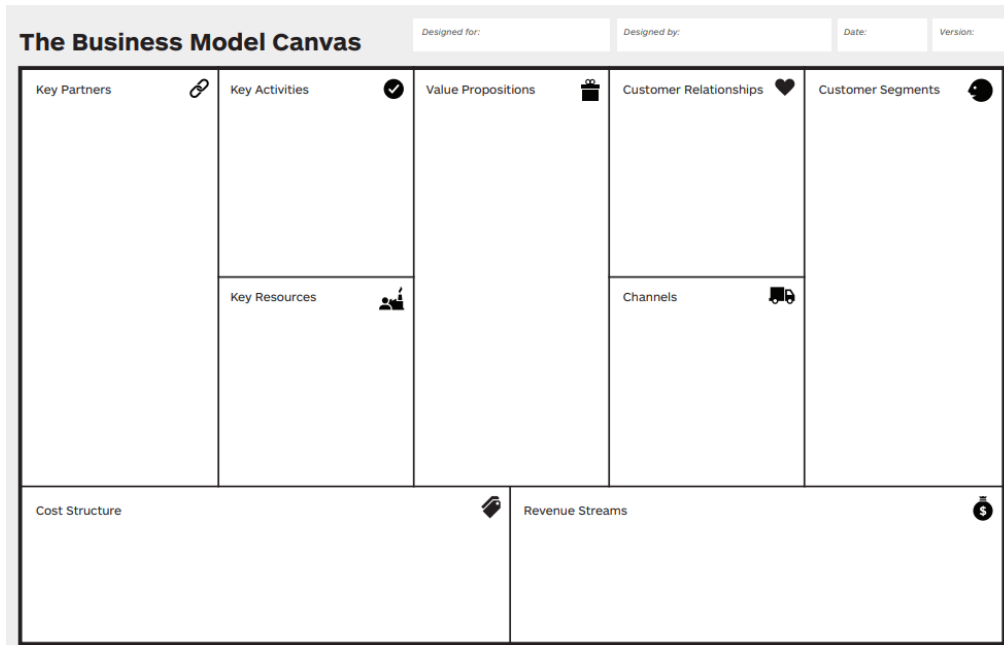 The Business Model Canvas
Designed for:
Designed by:
Date:
Version:
Key Partners
Key Activities
Value Propositions
Customer Relationships
Customer Segments
Key Resources
Channels
Cost Structure
Revenue Streams
$